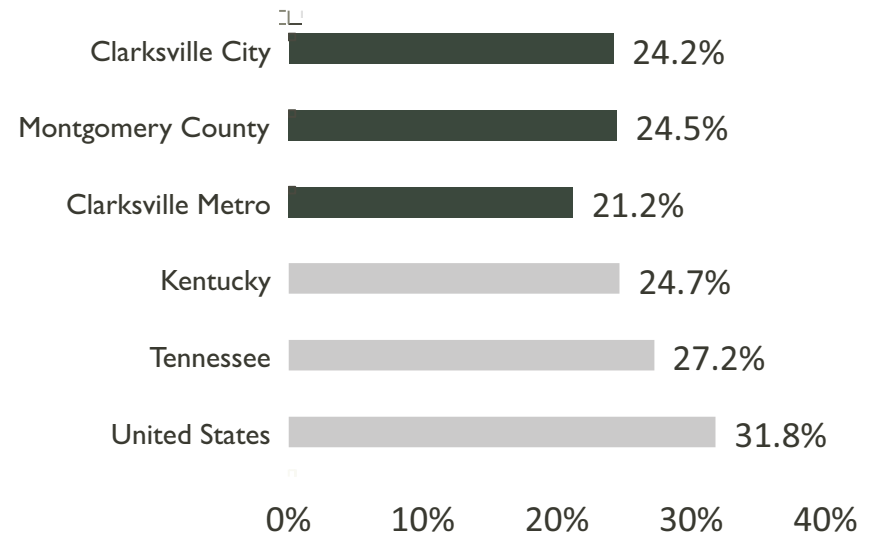 Clarksville City 24.2%
Montgomery County 24.5%
Clarksville Metro 21.2%
Kentucky 24.7%
Tennessee 27.2%
United States 31.8%
0% 10% 20% 30% 40%